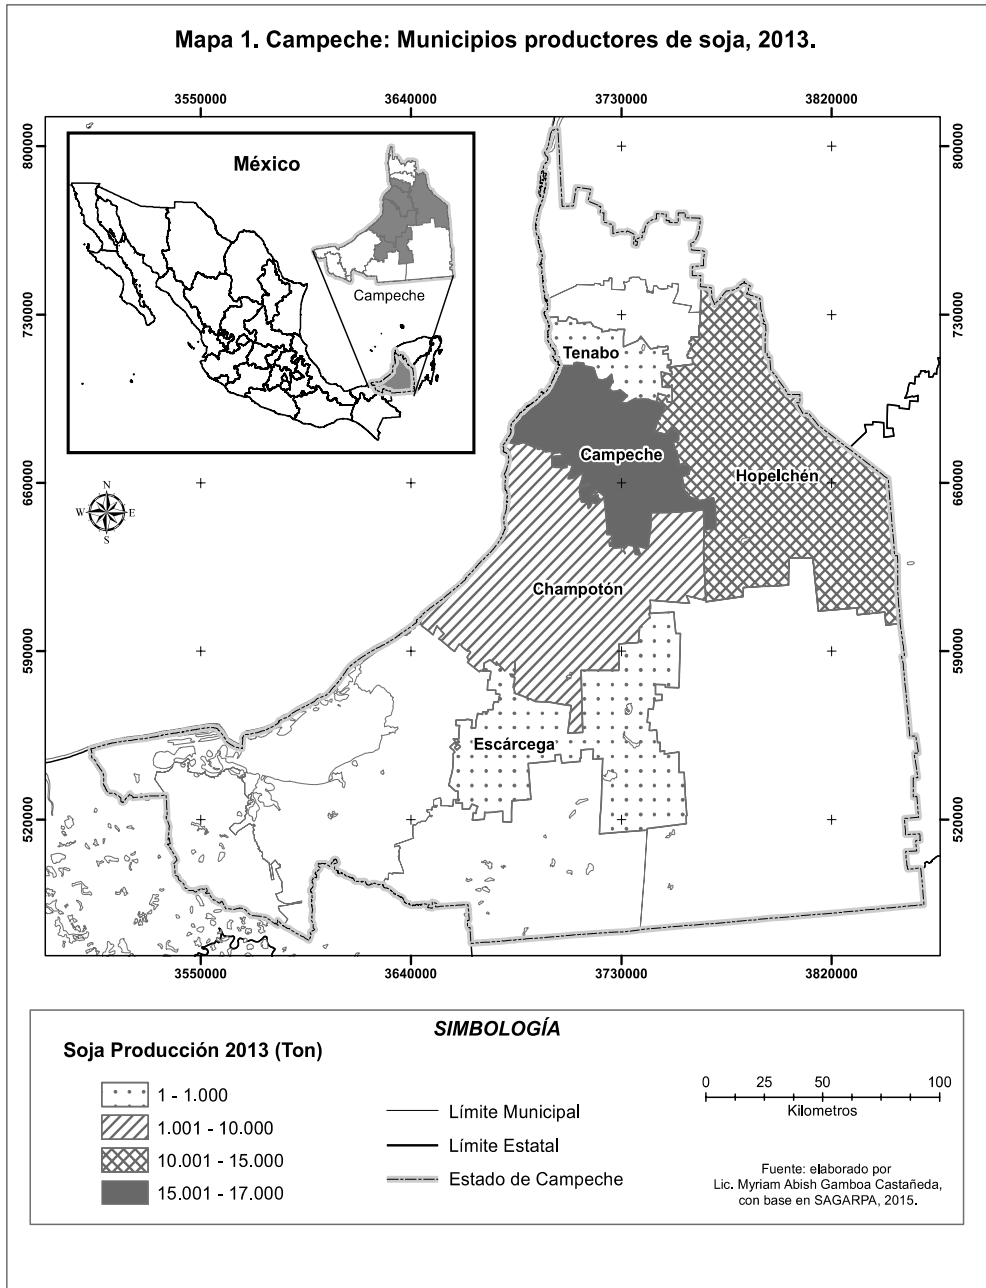 Mapa 1. Campeche: Municipios productores de soja, 2013.
3550000
3640000
3730000
3820000
800000
730000
660000
590000
520000
800000
730000
660000
590000
520000
México
Campeche
N
W
E
S
Tenabo
Campeche
Hopelchén
Champotón
Escárcega
3550000
3640000
3730000
3820000
SIMBOLOGÍA
Soja Producción 2013 (Ton)
1 - 1.000
1.001 - 10.000
10.001 - 15.000
15.001 - 17.000
Límite Municipal
Límite Estatal
Estado de Campeche
0 25 50 100
Kilometros
Fuente: elaborado por
Lic. Myriam Abish Gamboa Castañeda,
con base en SAGARPA, 2015.